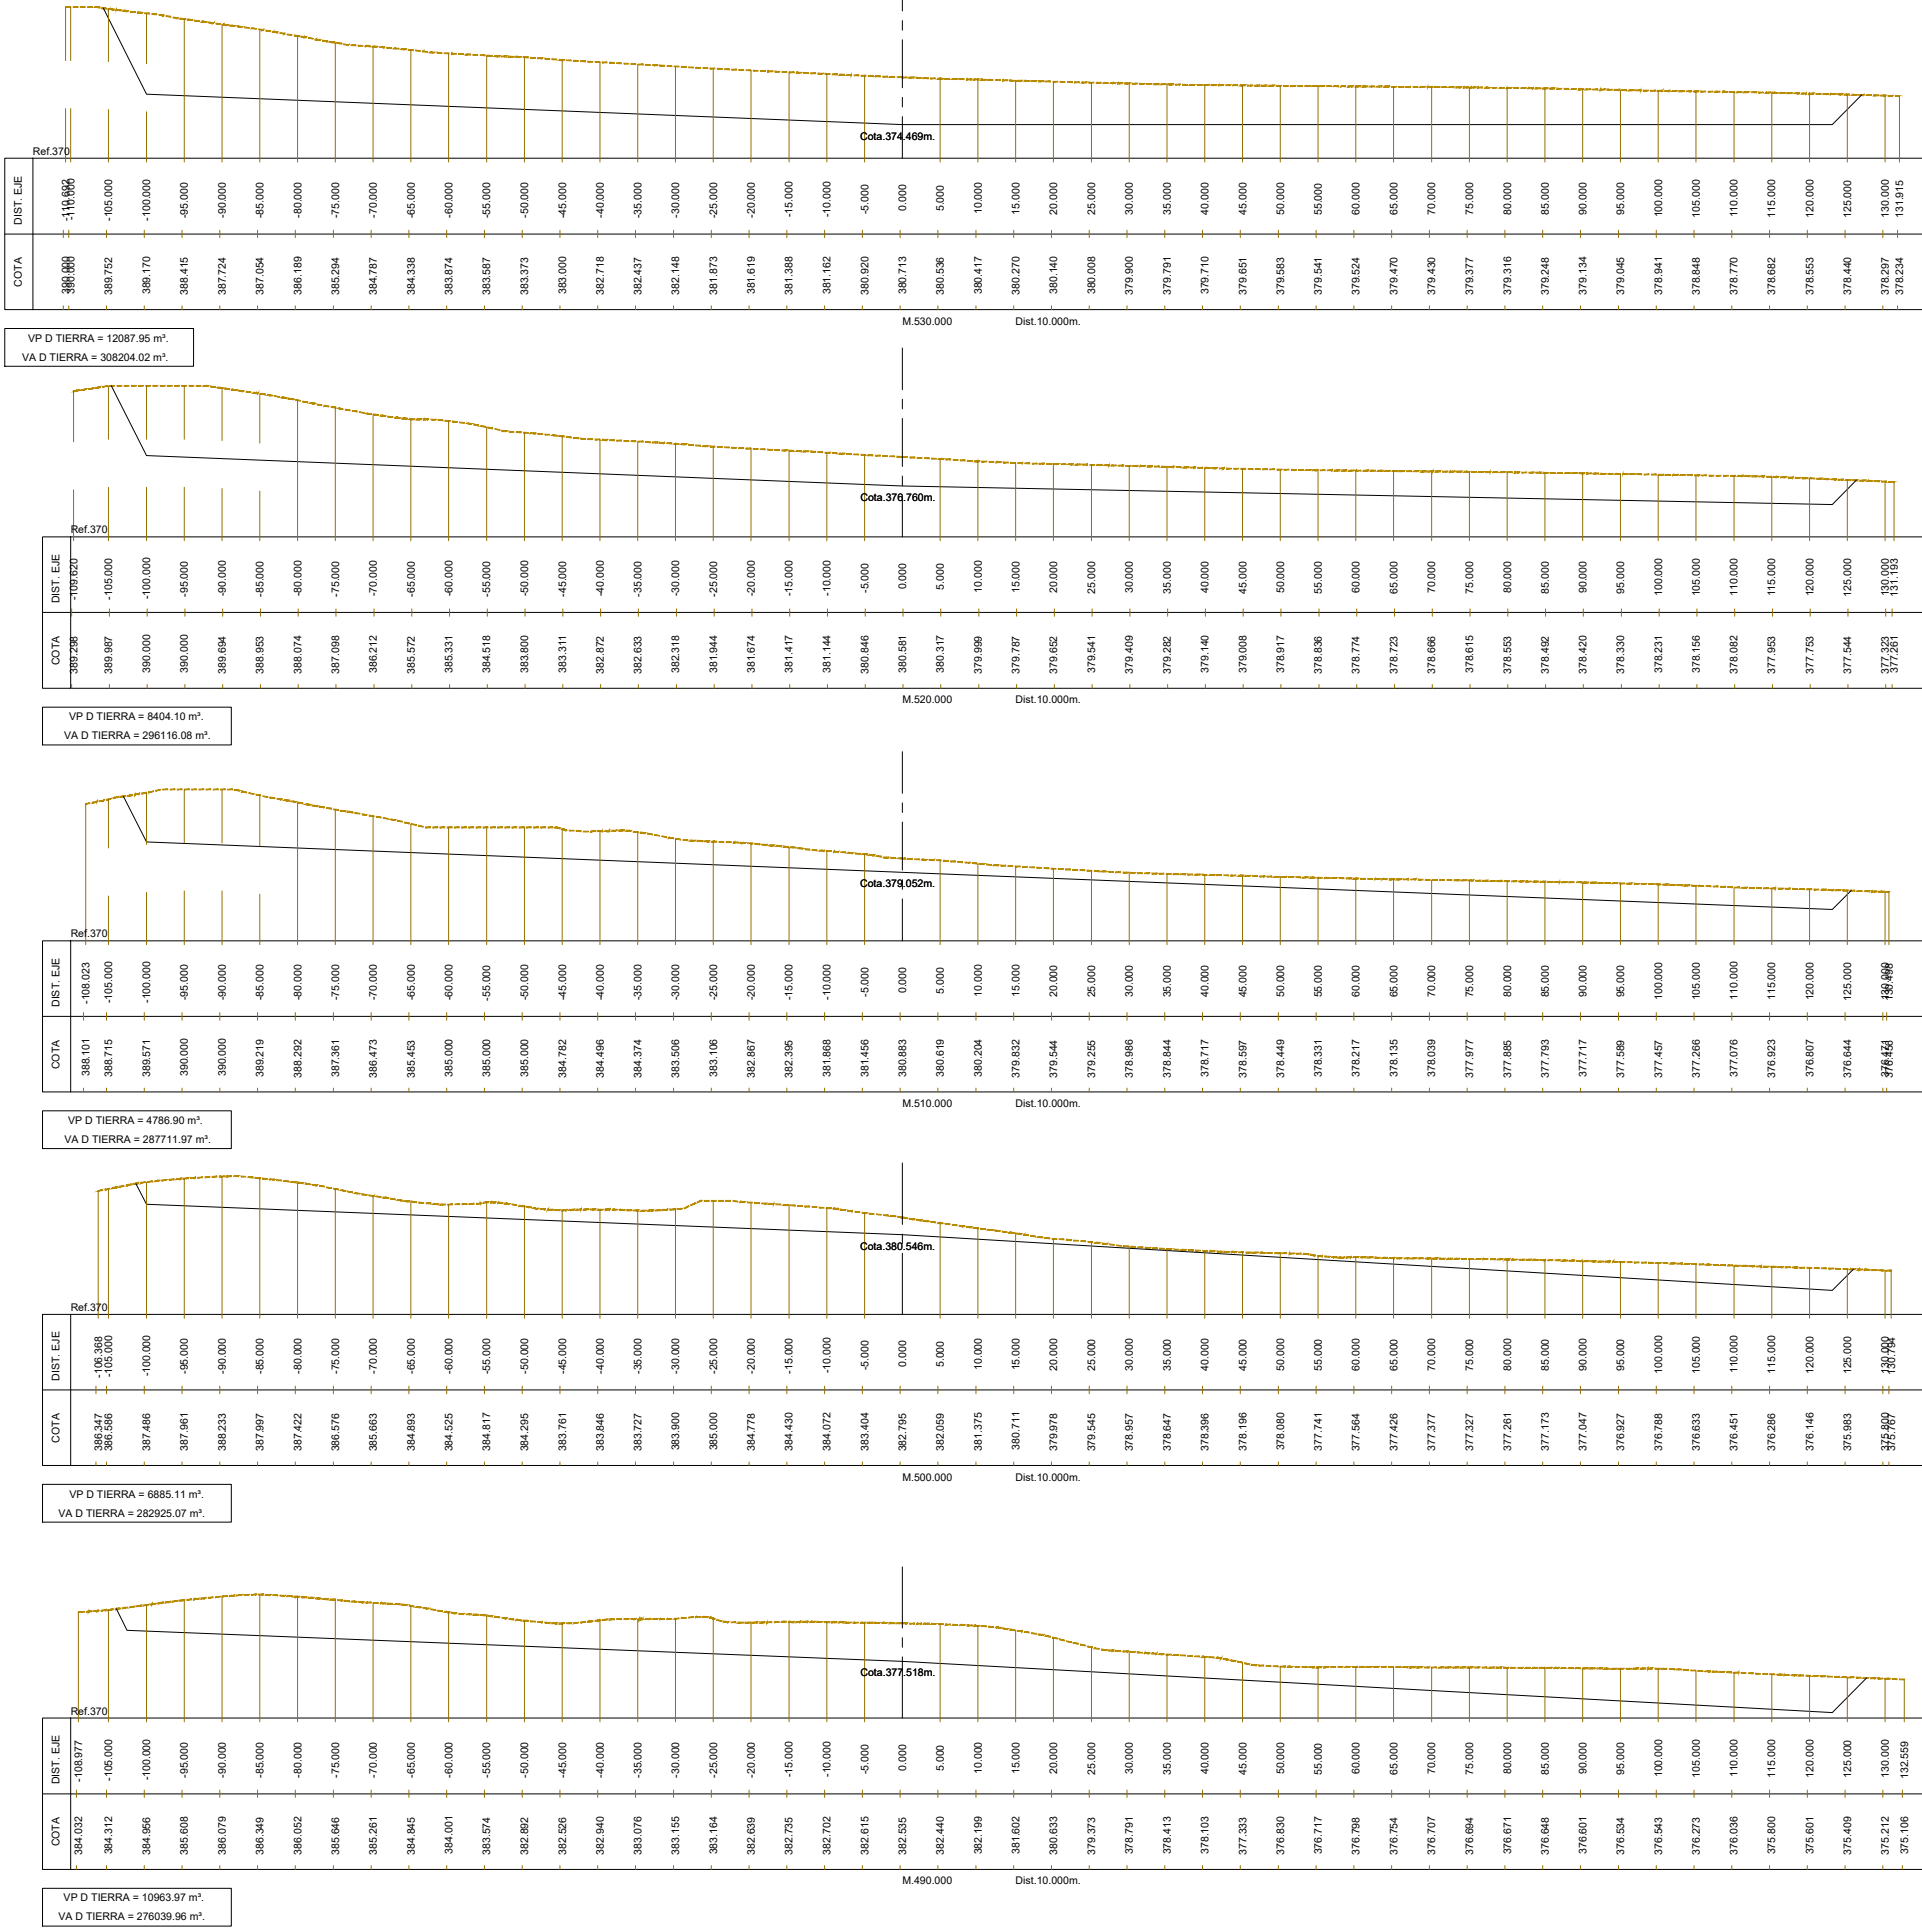 Cota.374.469m.
Ref.370
DIST. EJE -110.000 -105.000 -100.000 -95.000 -90.000 -85.000 -80.000 -75.000 -70.000 -65.000 -60.000 -55.000 -50.000 -45.000 -40.000 -35.000 -30.000 -25.000 -20.000 -15.000 -10.000 -5.000 0.000 5.000 10.000 15.000 20.000 25.000 30.000 35.000 40.000 45.000 50.000 55.000 60.000 65.000 70.000 75.000 80.000 85.000 90.000 95.000 100.000 105.000 110.000 115.000 120.000 125.000 130.000 131.915
COTA 390.000 389.752 389.170 388.415 387.724 387.054 386.189 385.294 384.787 384.338 383.874 383.587 383.373 383.000 382.718 382.437 382.148 381.873 381.619 381.388 381.162 380.920 380.713 380.536 380.417 380.270 380.140 380.008 379.900 379.791 379.710 379.651 379.583 379.541 379.524 379.470 379.430 379.377 379.316 379.248 379.134 379.045 378.941 378.848 378.770 378.682 378.553 378.440 378.297 378.234
M.530.000 Dist.10.000m.
VP D TIERRA = 12087.95 m³.
VA D TIERRA = 308204.02 m³.
Cota.376.760m.
Ref.370
DIST. EJE -109.620 -105.000 -100.000 -95.000 -90.000 -85.000 -80.000 -75.000 -70.000 -65.000 -60.000 -55.000 -50.000 -45.000 -40.000 -35.000 -30.000 -25.000 -20.000 -15.000 -10.000 -5.000 0.000 5.000 10.000 15.000 20.000 25.000 30.000 35.000 40.000 45.000 50.000 55.000 60.000 65.000 70.000 75.000 80.000 85.000 90.000 95.000 100.000 105.000 110.000 115.000 120.000 125.000 130.000 131.193
COTA 389.298 389.987 390.000 390.000 389.694 388.953 388.074 387.098 386.212 385.572 385.331 384.518 383.800 383.311 382.872 382.633 382.318 381.944 381.674 381.417 381.144 380.846 380.581 380.317 379.999 379.787 379.652 379.541 379.409 379.282 379.140 379.008 378.917 378.836 378.774 378.723 378.666 378.615 378.553 378.492 378.420 378.330 378.231 378.156 378.082 377.953 377.753 377.544 377.323 377.261
M.520.000 Dist.10.000m.
VP D TIERRA = 8404.10 m³.
VA D TIERRA = 296116.08 m³.
Cota.379.052m.
Ref.370
DIST. EJE -108.023 -105.000 -100.000 -95.000 -90.000 -85.000 -80.000 -75.000 -70.000 -65.000 -60.000 -55.000 -50.000 -45.000 -40.000 -35.000 -30.000 -25.000 -20.000 -15.000 -10.000 -5.000 0.000 5.000 10.000 15.000 20.000 25.000 30.000 35.000 40.000 45.000 50.000 55.000 60.000 65.000 70.000 75.000 80.000 85.000 90.000 95.000 100.000 105.000 110.000 115.000 120.000 125.000 130.000
COTA 388.101 388.715 389.571 390.000 390.000 389.219 388.292 387.361 386.473 385.453 385.000 385.000 385.000 384.782 384.496 384.374 383.506 383.106 382.867 382.395 381.868 381.456 380.883 380.619 380.204 379.832 379.544 379.255 378.986 378.844 378.717 378.597 378.449 378.331 378.217 378.135 378.039 377.977 377.885 377.793 377.717 377.589 377.457 377.266 377.076 376.923 376.807 376.644
M.510.000 Dist.10.000m.
VP D TIERRA = 4786.90 m³.
VA D TIERRA = 287711.97 m³.
Cota.380.546m.
Ref.370
DIST. EJE -106.368 -105.000 -100.000 -95.000 -90.000 -85.000 -80.000 -75.000 -70.000 -65.000 -60.000 -55.000 -50.000 -45.000 -40.000 -35.000 -30.000 -25.000 -20.000 -15.000 -10.000 -5.000 0.000 5.000 10.000 15.000 20.000 25.000 30.000 35.000 40.000 45.000 50.000 55.000 60.000 65.000 70.000 75.000 80.000 85.000 90.000 95.000 100.000 105.000 110.000 115.000 120.000 125.000 130.000 130.794
COTA 386.347 386.586 387.486 387.961 388.233 387.997 387.422 386.576 385.663 384.893 384.525 384.817 384.295 383.761 383.846 383.727 383.900 385.000 384.778 384.430 384.072 383.404 382.795 382.059 381.375 380.711 379.978 379.545 378.957 378.647 378.396 378.196 378.080 377.741 377.564 377.426 377.377 377.327 377.261 377.173 377.047 376.927 376.788 376.633 376.451 376.286 376.146 375.983 375.800 375.767
M.500.000 Dist.10.000m.
VP D TIERRA = 6885.11 m³.
VA D TIERRA = 282925.07 m³.
Cota.377.518m.
Ref.370
DIST. EJE -108.977 -105.000 -100.000 -95.000 -90.000 -85.000 -80.000 -75.000 -70.000 -65.000 -60.000 -55.000 -50.000 -45.000 -40.000 -35.000 -30.000 -25.000 -20.000 -15.000 -10.000 -5.000 0.000 5.000 10.000 15.000 20.000 25.000 30.000 35.000 40.000 45.000 50.000 55.000 60.000 65.000 70.000 75.000 80.000 85.000 90.000 95.000 100.000 105.000 110.000 115.000 120.000 125.000 130.000 132.559
COTA 384.032 384.312 384.956 385.608 386.079 386.349 386.052 385.646 385.261 384.845 384.001 383.574 382.892 382.526 382.940 383.076 383.155 383.164 382.639 382.735 382.702 382.615 382.535 382.440 382.199 381.602 380.633 379.373 378.791 378.413 378.103 377.333 376.830 376.717 376.798 376.754 376.707 376.694 376.671 376.648 376.601 376.534 376.543 376.273 376.036 375.800 375.601 375.409 375.212 375.106
M.490.000 Dist.10.000m.
VP D TIERRA = 10963.97 m³.
VA D TIERRA = 276039.96 m³.